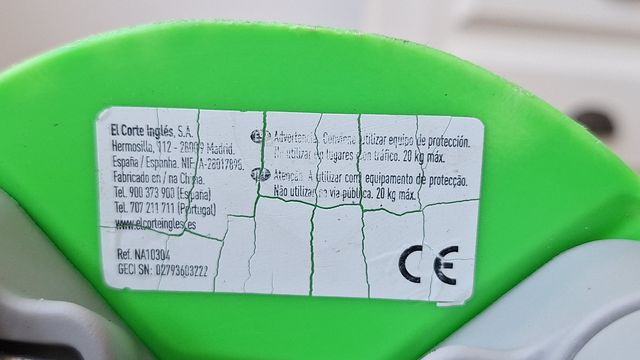 El Corte Inglés, S.A.
Hermosilla, 112 - 28009 Madrid.
España / Espanha. NIF. A-28017895.
Fabricado en / na China.
Tel. 900 373 900 (España)
Tel. 707 211 711 (Portugal)
www.elcorteingles.es
Ref. NA10304
GECI SN: 02793603222
Advertencia. Conviene utilizar equipo de protección.
No utilizar en lugares con tráfico. 20 kg máx.
Atenção. A utilizar com equipamento de protecção.
Não utilizar na via pública. 20 kg máx.
CE